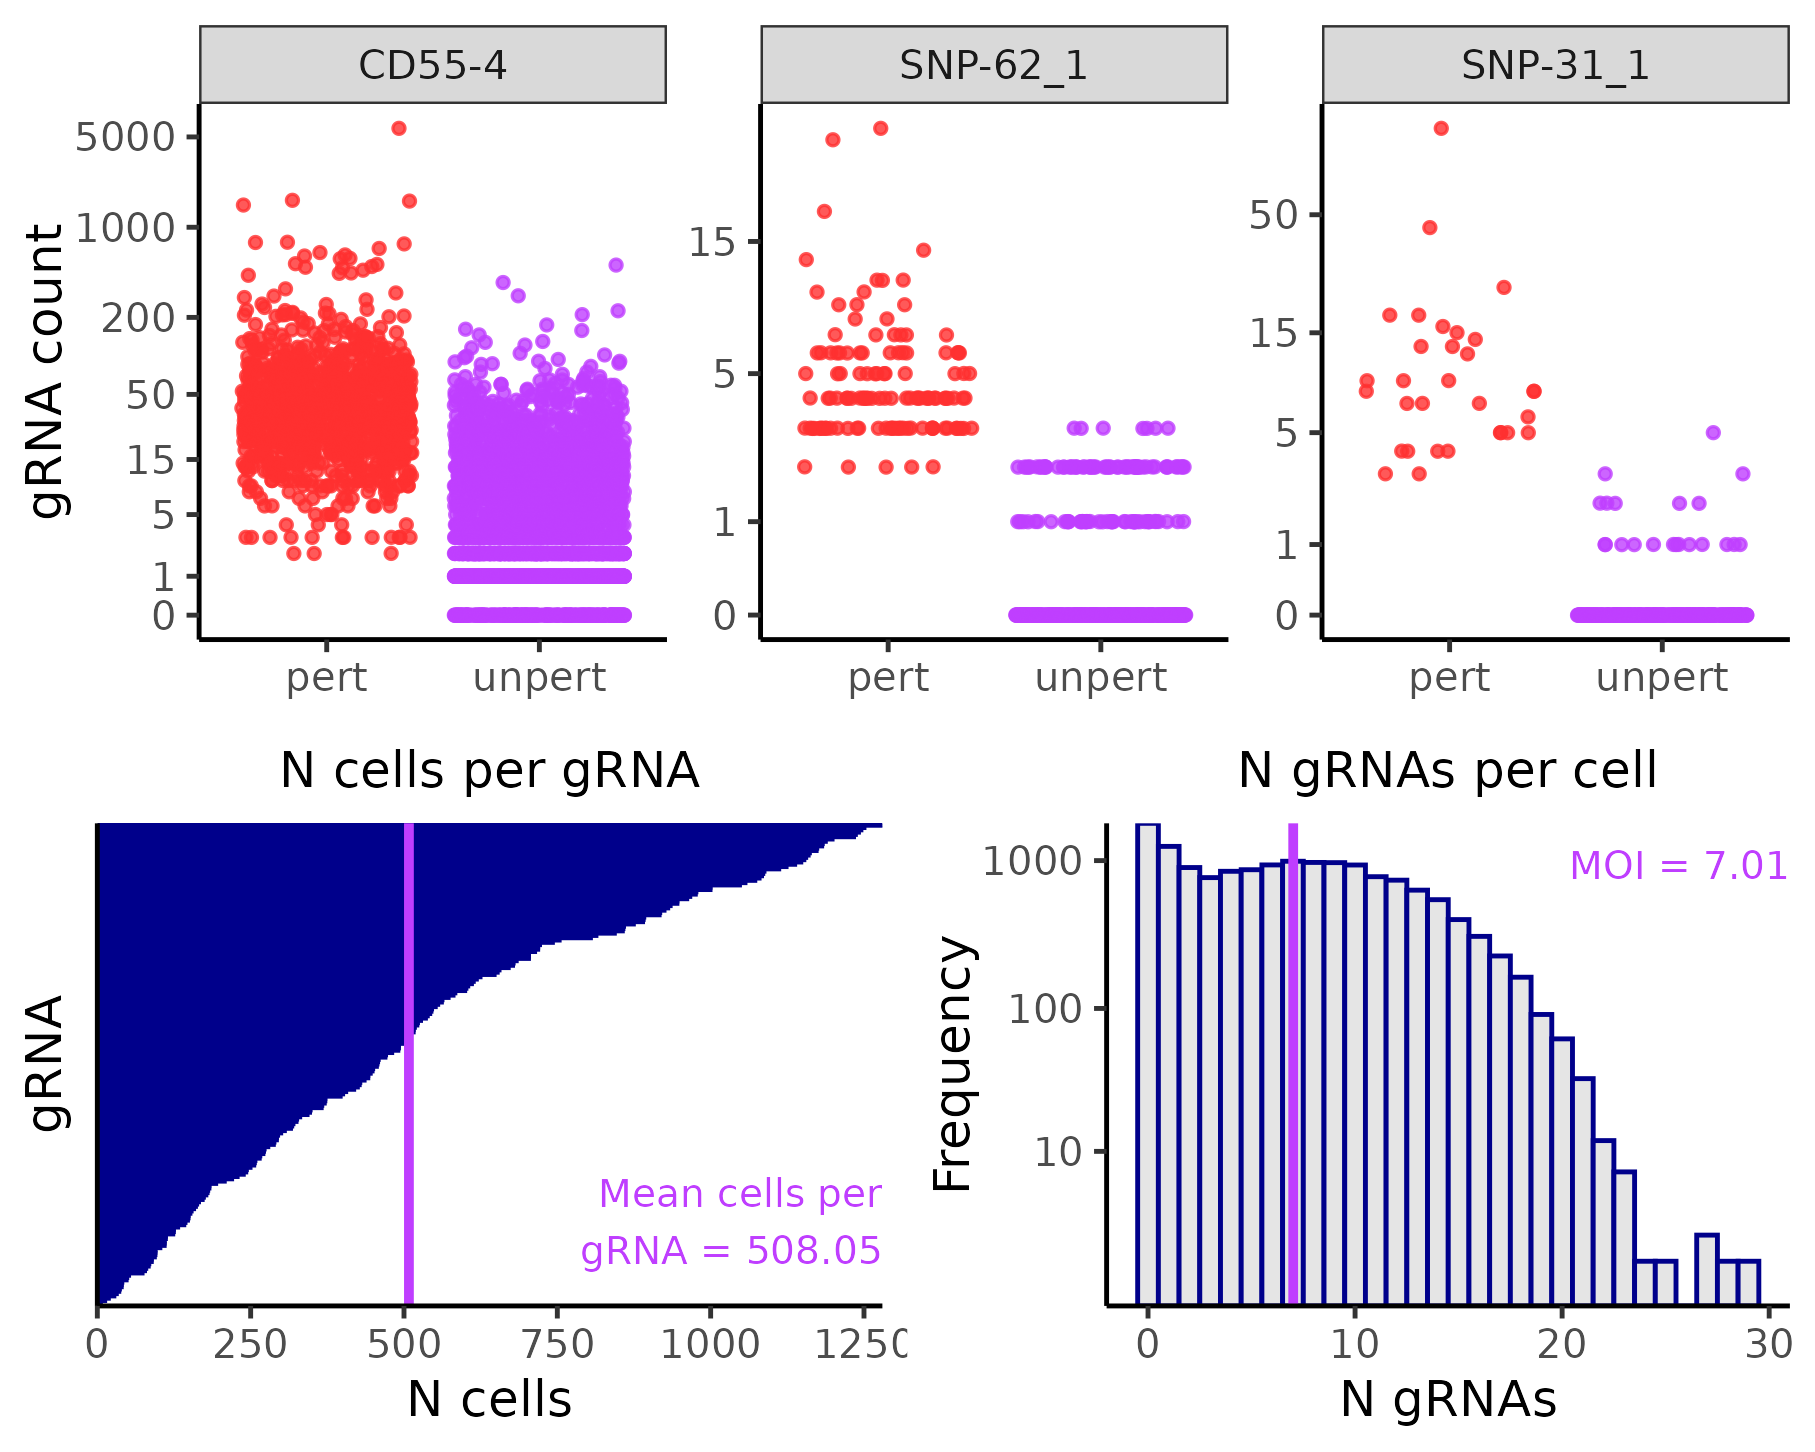 CD55-4
SNP-62_1
SNP-31_1
gRNA count
5000
1000
200
50
15
5
1
0
pert
unpert
15
5
1
0
pert
unpert
50
15
5
1
0
pert
unpert
N cells per gRNA
gRNA
Mean cells per
gRNA = 508.05
0
250
500
750
1000
1250
N cells
N gRNAs per cell
Frequency
1000
100
10
MOI = 7.01
0
10
20
30
N gRNAs